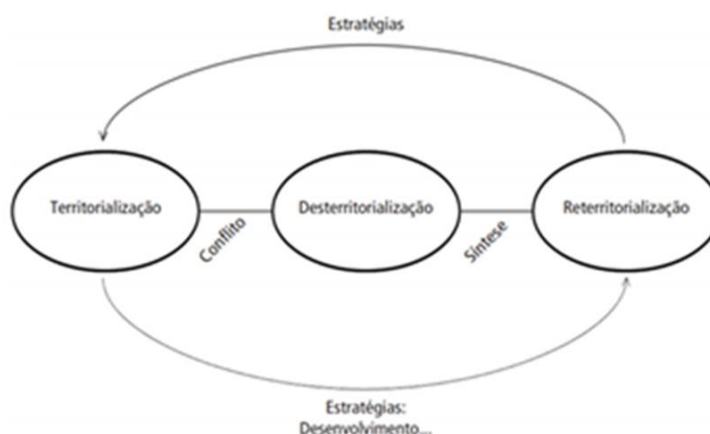 Estratégias
Territorialização
Conflito
Desterritorialização
Síntese
Reterritorialização
Estratégias:
Desenvolvimento...